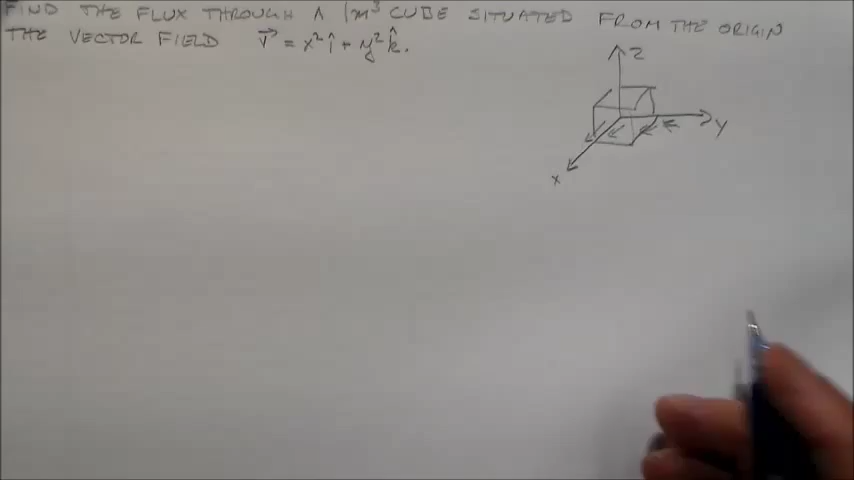 FIND THE FLUX THROUGH A 1m³ CUBE SITUATED FROM THE ORIGIN
THE VECTOR FIELD V⃗ = x² î + y² k̂.
Z
Y
X